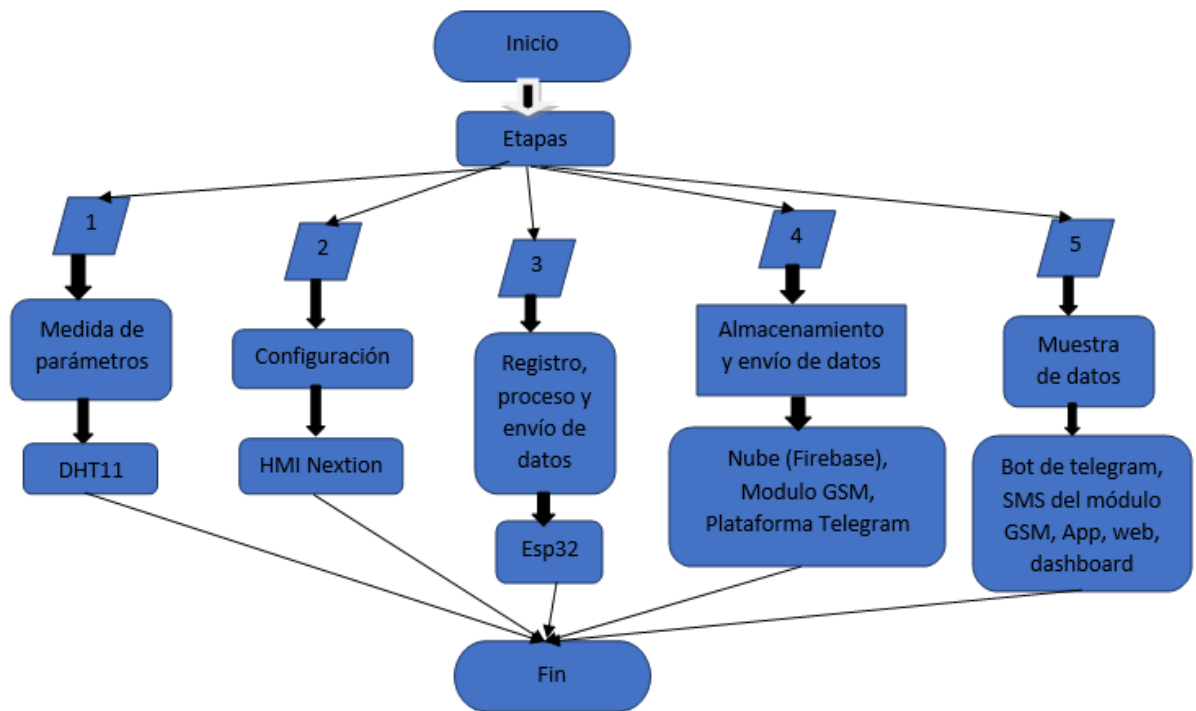 Inicio
Etapas
1
2
3
4
5
Medida de
parámetros
Configuración
Registro,
proceso y
envío de
datos
Almacenamiento
y envío de datos
Muestra
de datos
DHT11
HMI Nextion
Esp32
Nube (Firebase),
Modulo GSM,
Plataforma Telegram
Bot de telegram,
SMS del módulo
GSM, App, web,
dashboard
Fin